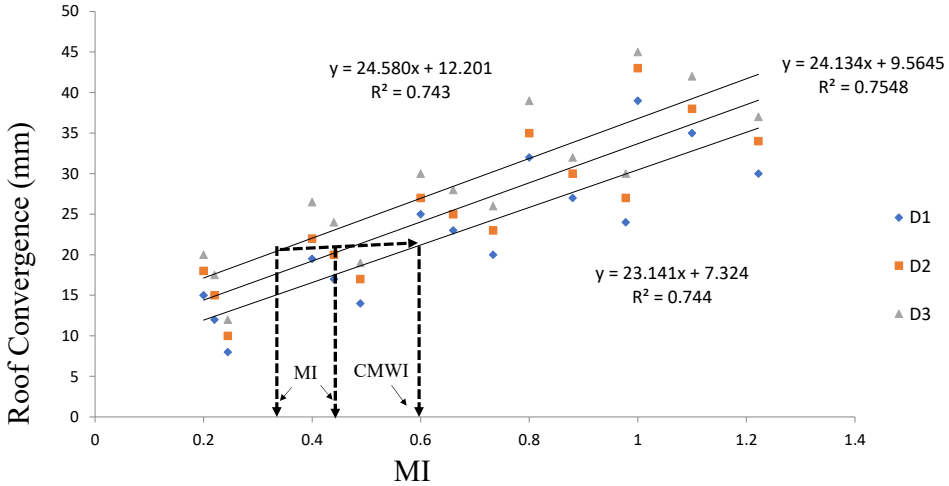 50
45
40
35
30
25
20
15
10
5
0
Roof Convergence (mm)
y = 24.580x + 12.201
R² = 0.743
y = 24.134x + 9.5645
R² = 0.7548
y = 23.141x + 7.324
R² = 0.744
D1
D2
D3
MI
CMWI
0
0.2
0.4
0.6
0.8
1
1.2
1.4
MI